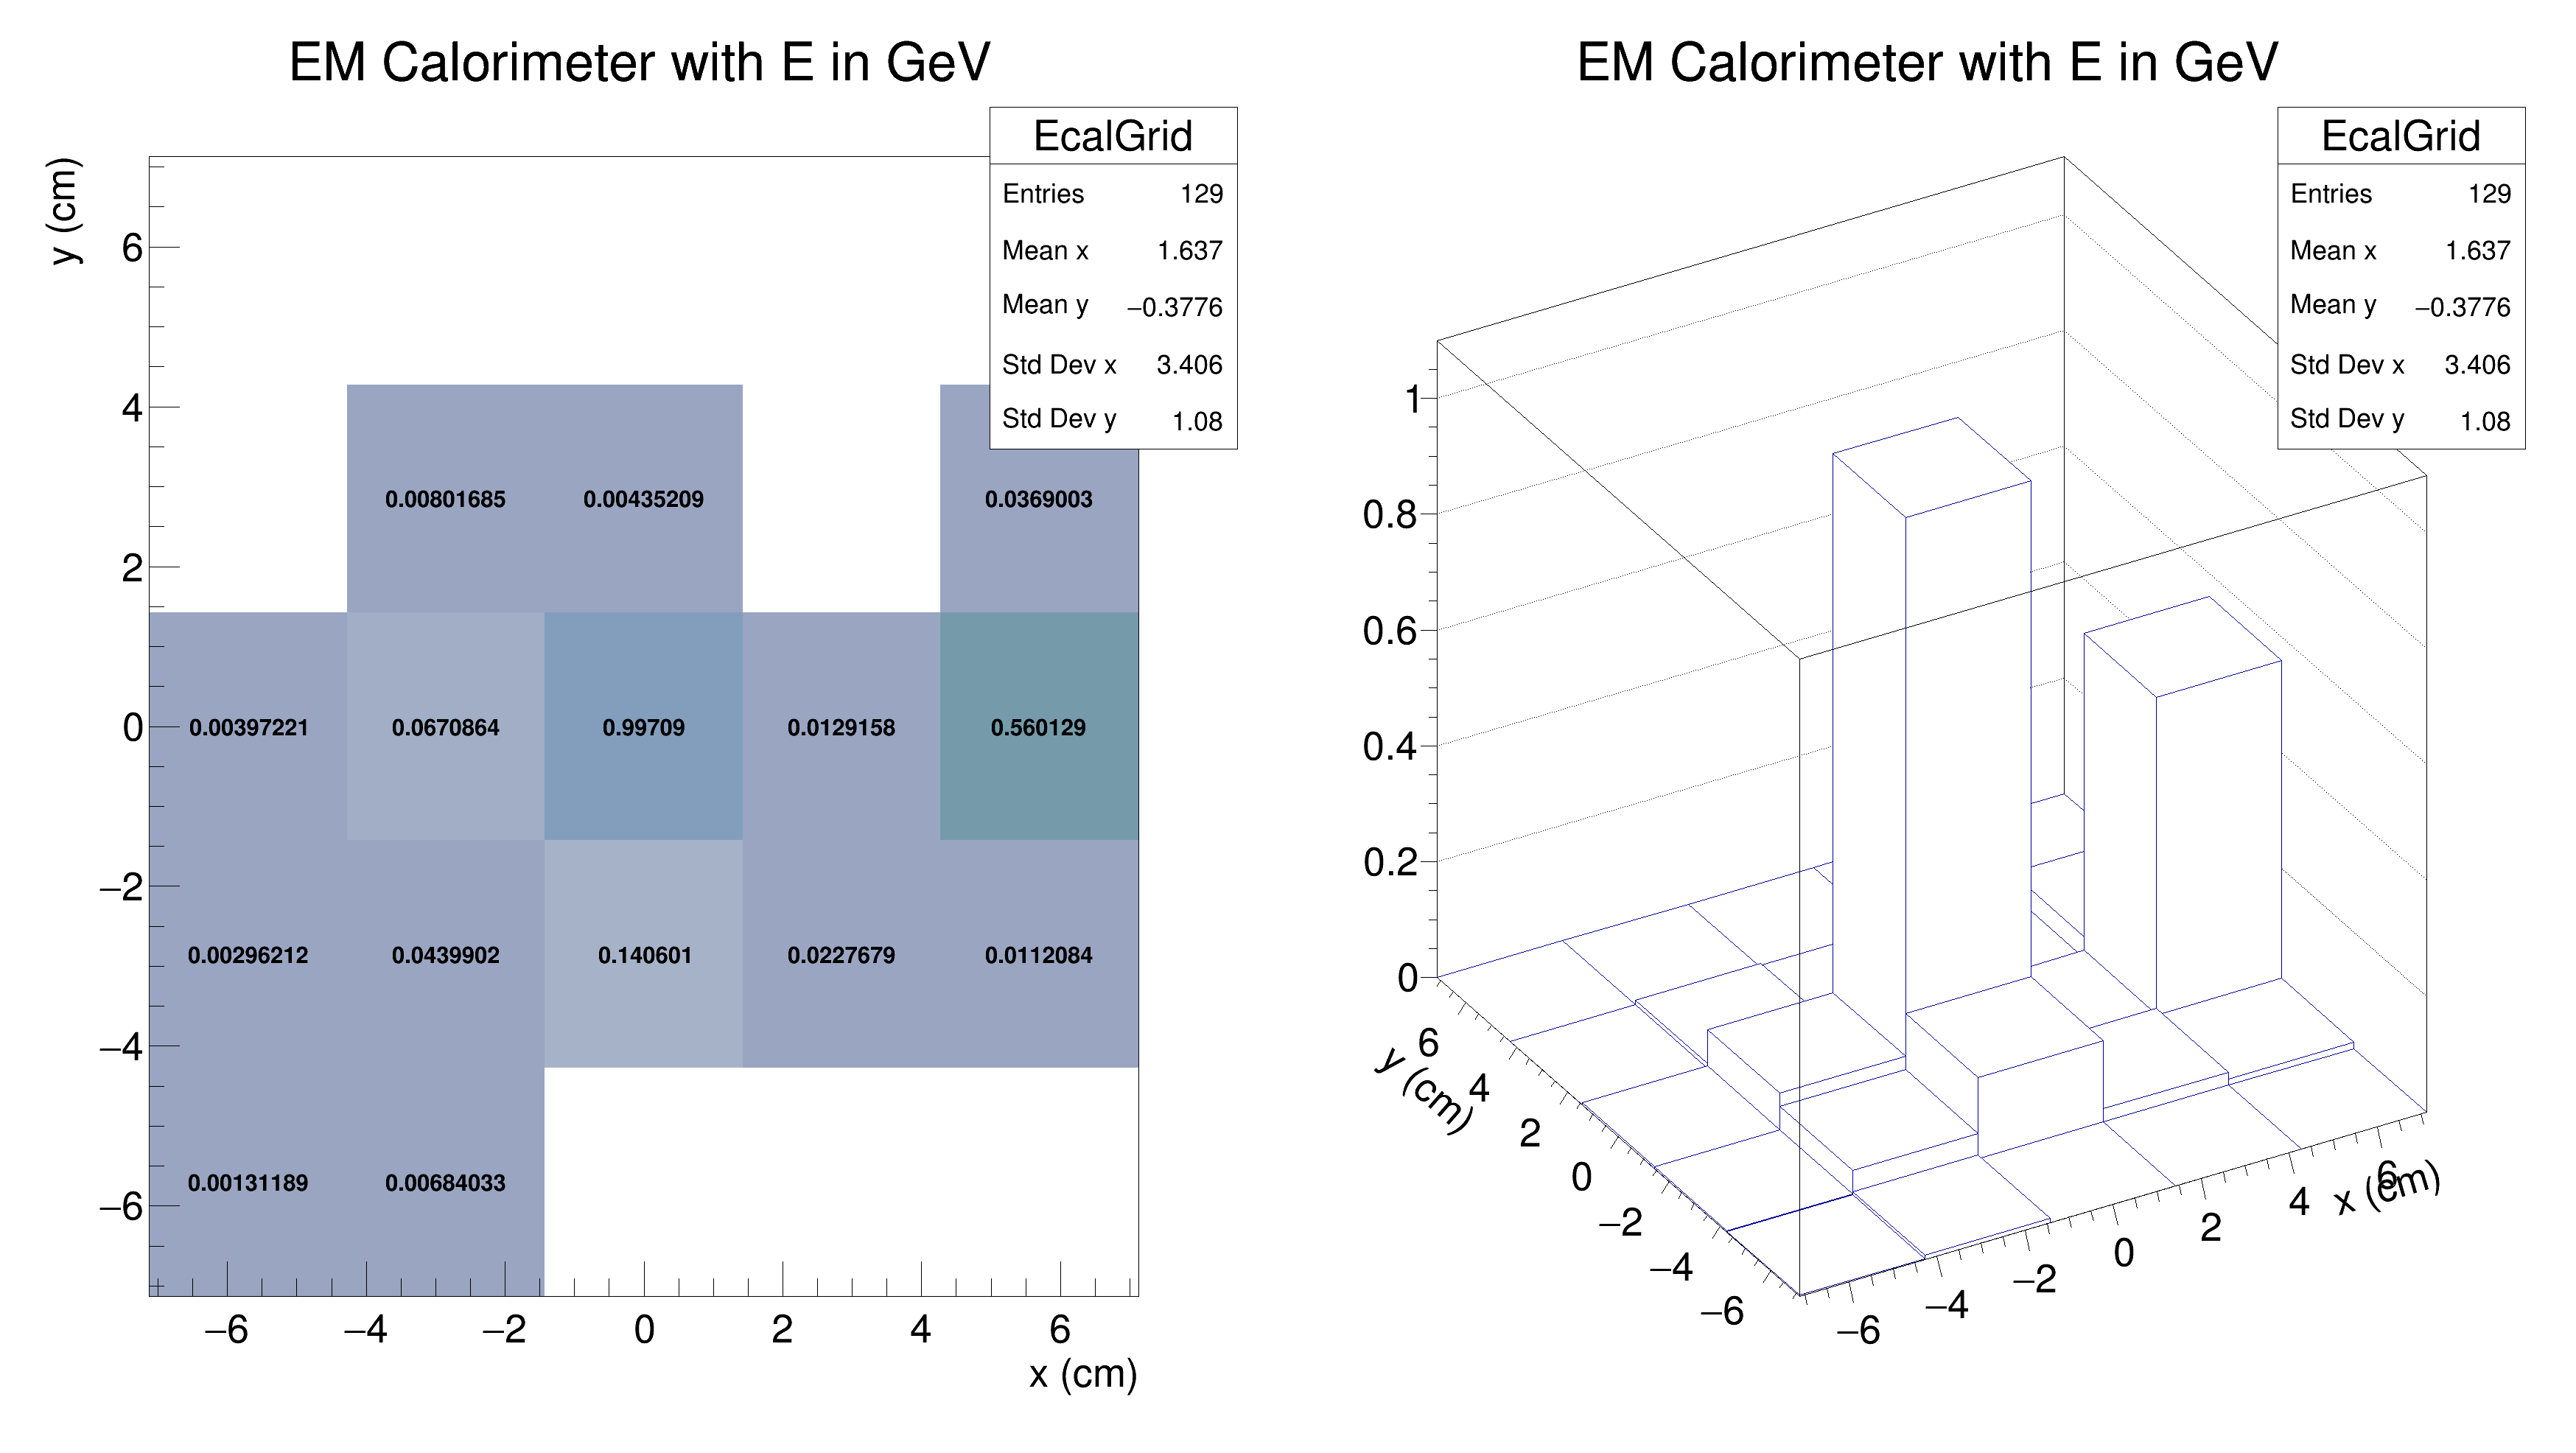 EM Calorimeter with E in GeV
EcalGrid
Entries 129
Mean x 1.637
Mean y −0.3776
Std Dev x 3.406
Std Dev y 1.08
y (cm)
6
4
2
0
−2
−4
−6
0.00801685 0.00435209 0.0369003
0.00397221 0.0670864 0.99709 0.0129158 0.560129
0.00296212 0.0439902 0.140601 0.0227679 0.0112084
0.00131189 0.00684033
−6 −4 −2 0 2 4 6
x (cm)
EM Calorimeter with E in GeV
EcalGrid
Entries 129
Mean x 1.637
Mean y −0.3776
Std Dev x 3.406
Std Dev y 1.08
1
0.8
0.6
0.4
0.2
0
6
4
2
0
−2
−4
−6
y (cm)
−6
−4
−2
0
2
4
6
x (cm)